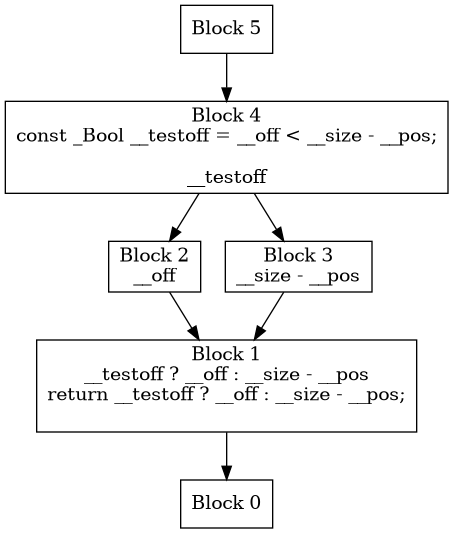 Block 5
Block 4
const _Bool __testoff = __off < __size - __pos;
__testoff
Block 2
__off
Block 3
__size - __pos
Block 1
__testoff ? __off : __size - __pos
return __testoff ? __off : __size - __pos;
Block 0